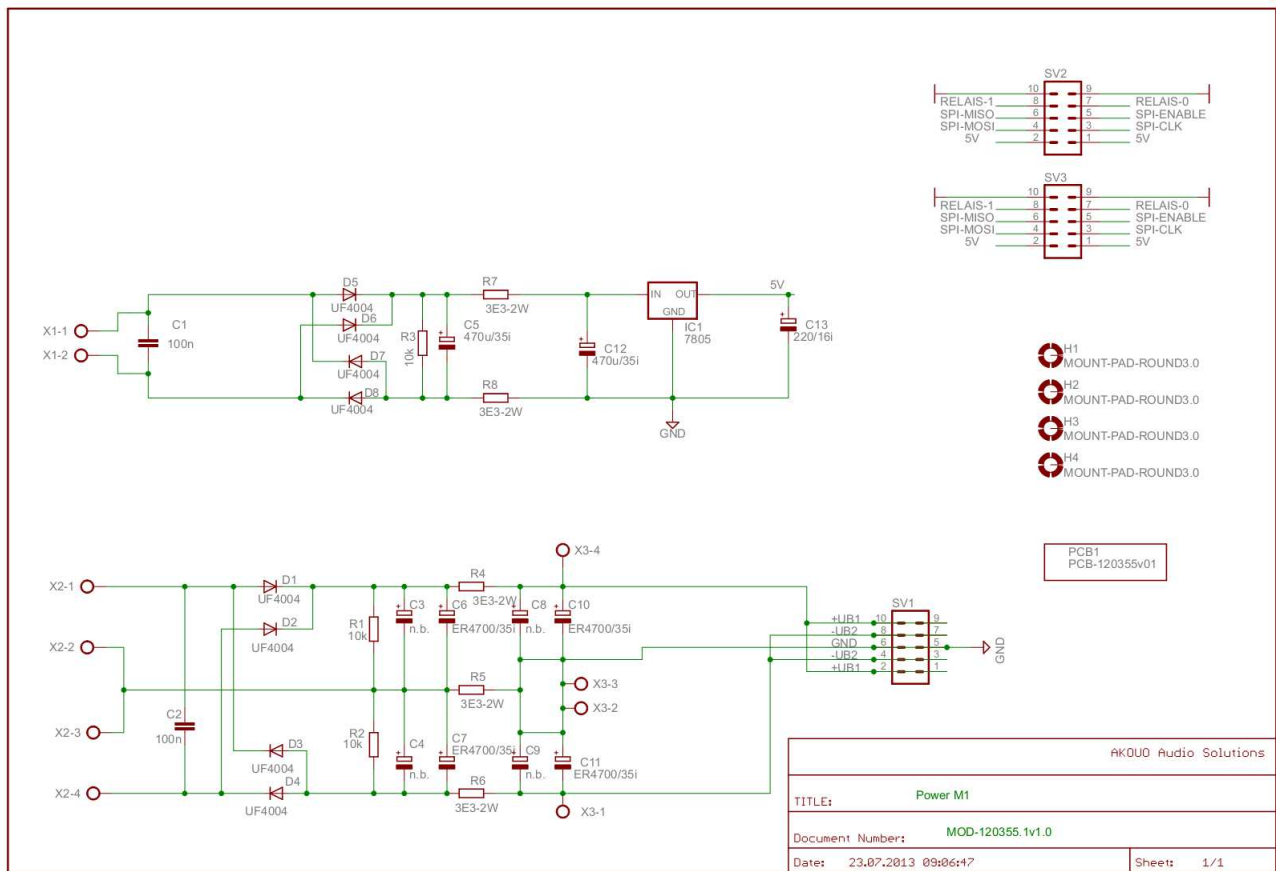 SV2
10 9
RELAIS-1 8 7 RELAIS-0
SPI-MISO 6 5 SPI-ENABLE
SPI-MOSI 4 3 SPI-CLK
5V 2 1 5V
SV3
10 9
RELAIS-1 8 7 RELAIS-0
SPI-MISO 6 5 SPI-ENABLE
SPI-MOSI 4 3 SPI-CLK
5V 2 1 5V
X1-1
X1-2
C1
100n
D5
UF4004
D6
UF4004
D7
UF4004
D8
UF4004
R3
10k
C5
470u/35i
R7
3E3-2W
R8
3E3-2W
C12
470u/35i
IN OUT
GND
IC1
7805
GND
5V
C13
220/16i
H1
MOUNT-PAD-ROUND3.0
H2
MOUNT-PAD-ROUND3.0
H3
MOUNT-PAD-ROUND3.0
H4
MOUNT-PAD-ROUND3.0
PCB1
PCB-120355v01
X2-1
X2-2
X2-3
X2-4
C2
100n
D1
UF4004
D2
UF4004
D3
UF4004
D4
UF4004
R1
10k
R2
10k
C3
n.b.
C6
ER4700/35i
C4
n.b.
C7
ER4700/35i
R4
3E3-2W
R5
3E3-2W
R6
3E3-2W
C8
n.b.
C10
ER4700/35i
C9
n.b.
C11
ER4700/35i
X3-4
X3-3
X3-2
X3-1
SV1
+UB1 10 9
-UB2 8 7
GND 6 5
-UB2 4 3
+UB1 2 1
GND
AKOUO Audio Solutions
TITLE: Power M1
Document Number: MOD-120355.1v1.0
Date: 23.07.2013 09:06:47 Sheet: 1/1